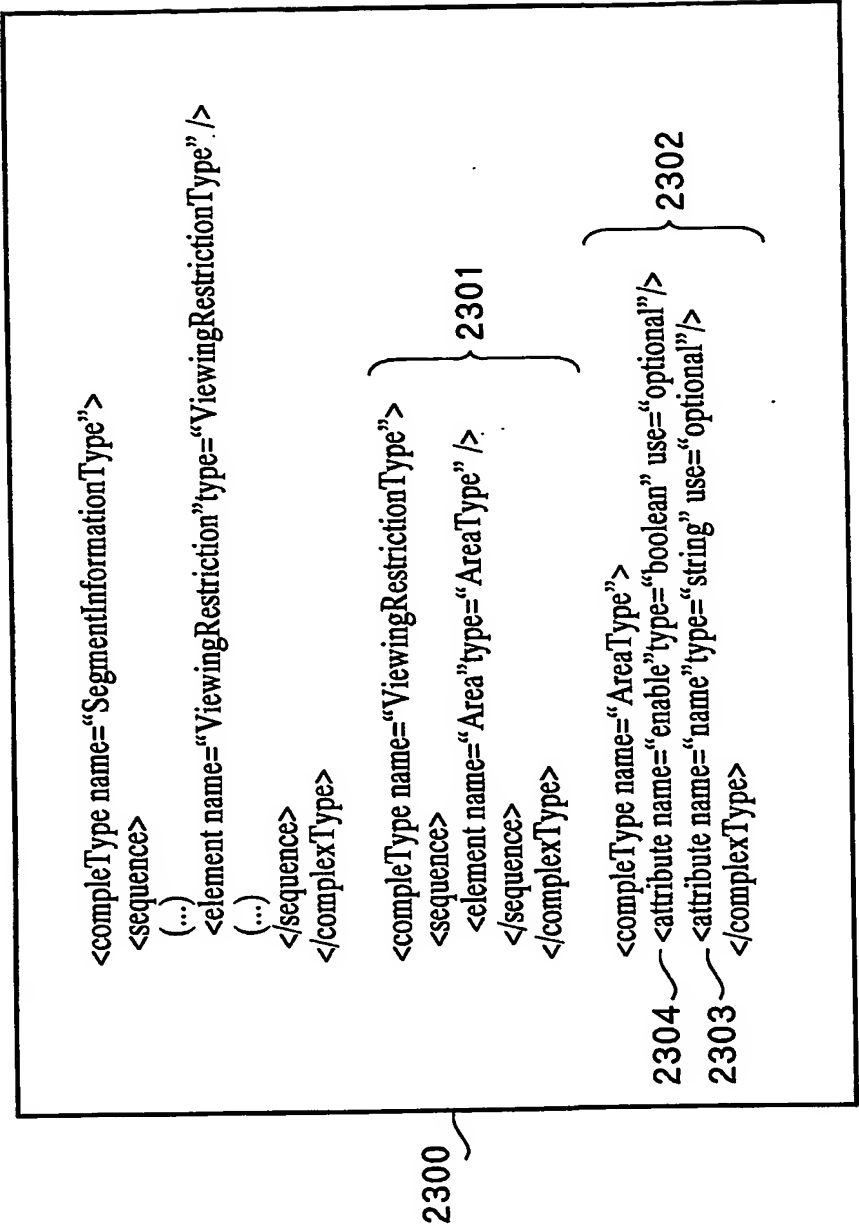 <compleType name=“SegmentInformationType”>
<sequence>
(...)
<element name=“ViewingRestriction”type=“ViewingRestrictionType” />
(...)
</sequence>
</complexType>
<compleType name=“ViewingRestrictionType”>
<sequence>
<element name=“Area”type=“AreaType” />
</sequence>
</complexType>
2301
<compleType name=“AreaType”>
2304 <attribute name=“enable”type=“boolean” use=“optional”/>
2303 <attribute name=“name”type=“string” use=“optional”/>
</complexType>
2302
2300